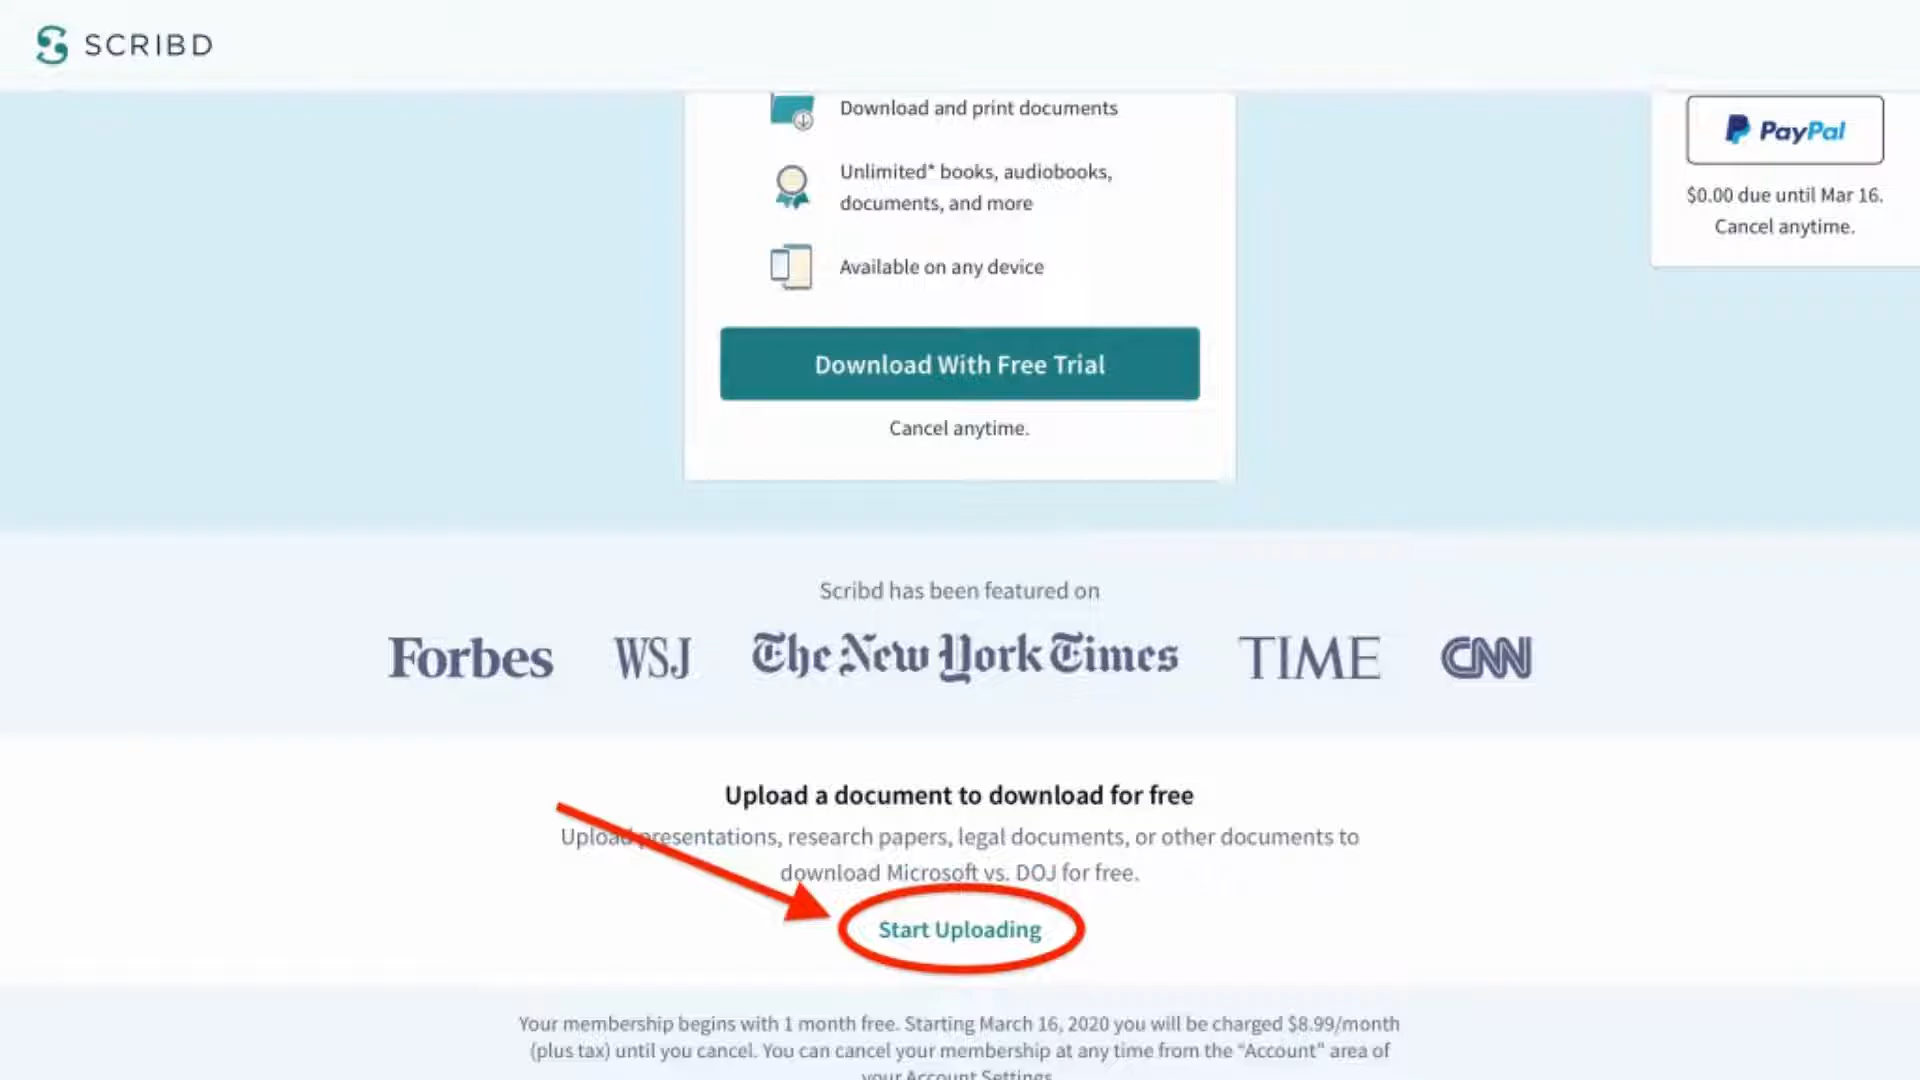 SCRIBD
Download and print documents
PayPal
Unlimited* books, audiobooks,
documents, and more
$0.00 due until Mar 16.
Cancel anytime.
Available on any device
Download With Free Trial
Cancel anytime.
Scribd has been featured on
Forbes WSJ The New York Times TIME CNN
Upload a document to download for free
Upload presentations, research papers, legal documents, or other documents to
download Microsoft vs. DOJ for free.
Start Uploading
Your membership begins with 1 month free. Starting March 16, 2020 you will be charged $8.99/month
(plus tax) until you cancel. You can cancel your membership at any time from the “Account” area of
your Account Settings.